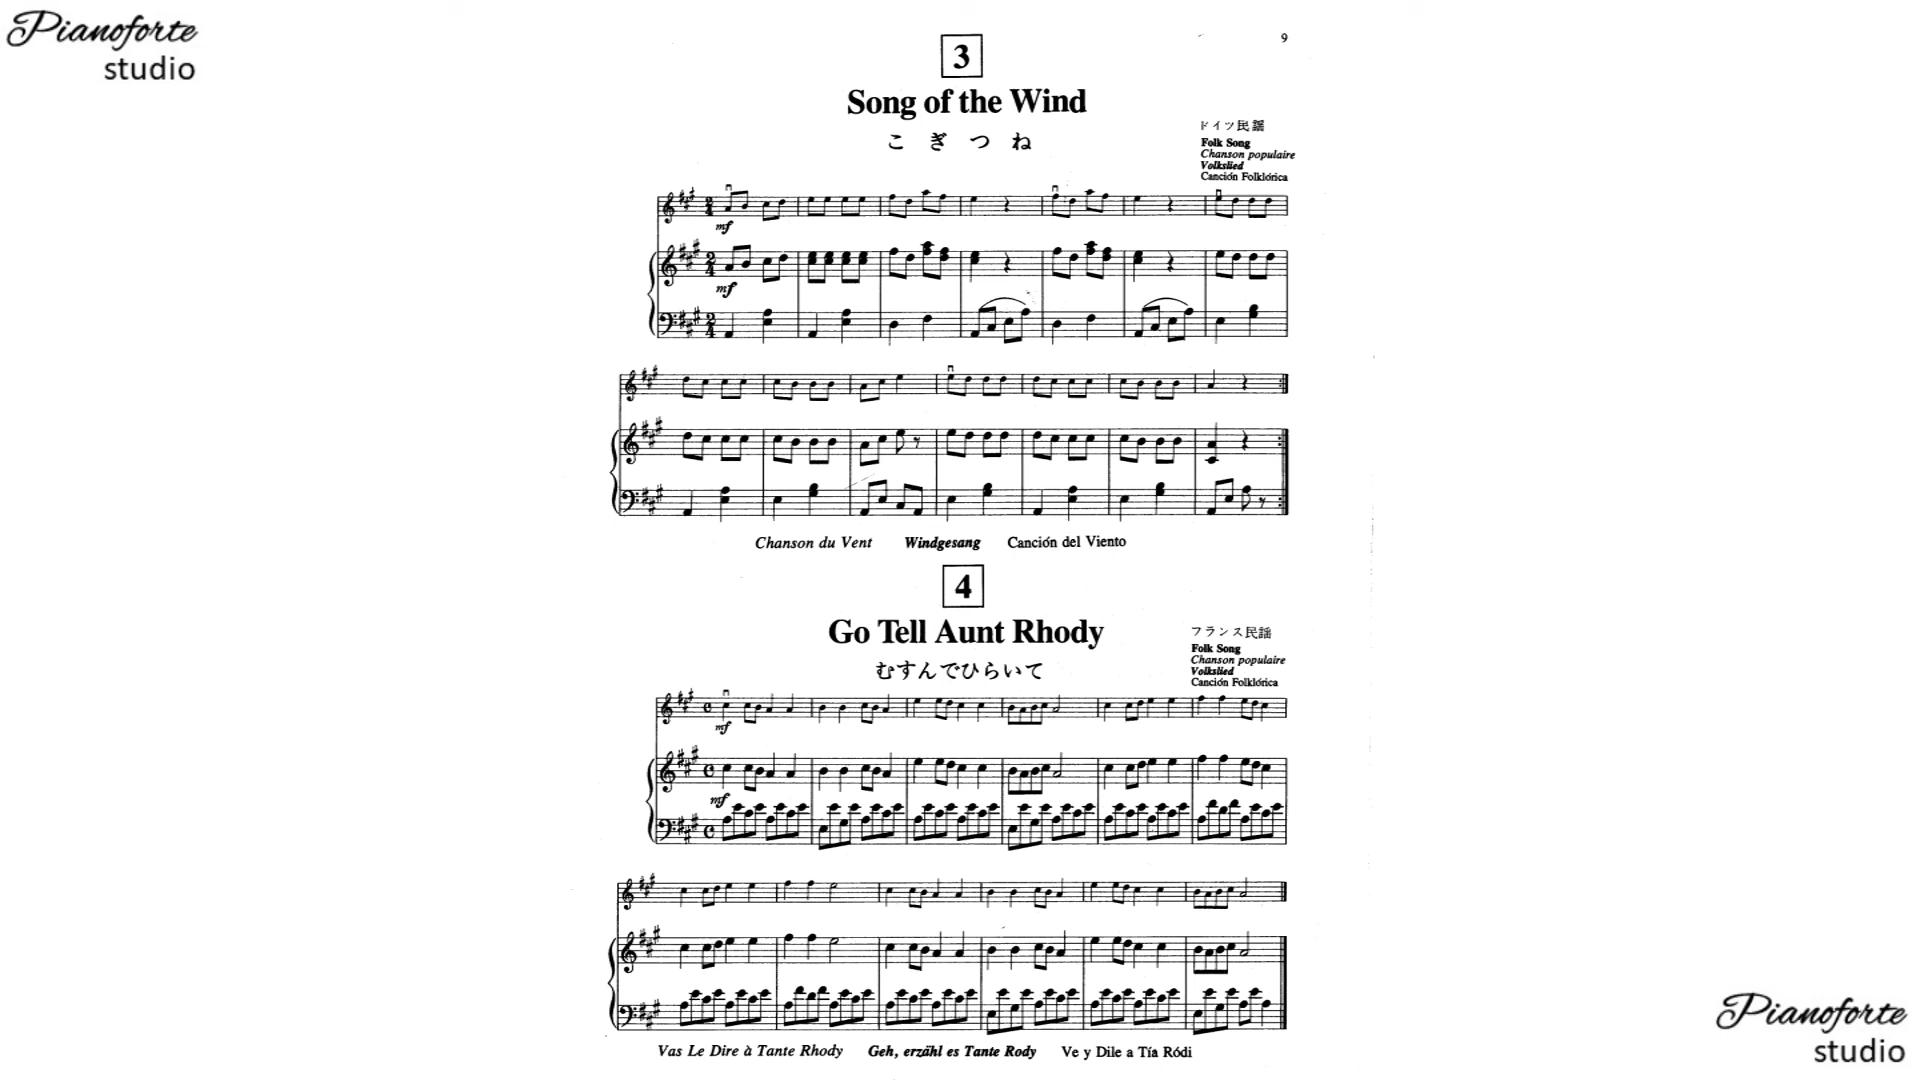 Pianoforte
studio
9
3
Song of the Wind
こぎつね
ドイツ民謡
Folk Song
Chanson populaire
Volkslied
Canción Folklórica
mf
mf
Chanson du Vent Windgesang Canción del Viento
4
Go Tell Aunt Rhody
むすんでひらいて
フランス民謡
Folk Song
Chanson populaire
Volkslied
Canción Folklórica
mf
mf
Vas Le Dire à Tante Rhody Geh, erzähl es Tante Rody Ve y Dile a Tía Ródi
Pianoforte
studio